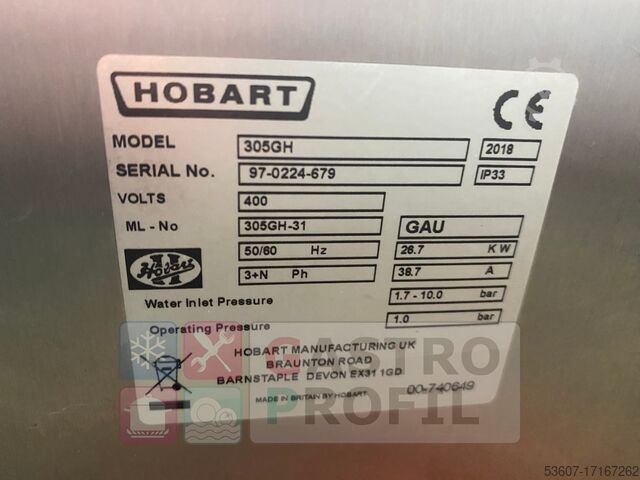 HOBART
CE
MODEL 305GH 2018
SERIAL No. 97-0224-679 IP33
VOLTS 400
ML - No 305GH-31 GAU
50/60 Hz 26.7 KW
Hobart
3+N Ph 38.7 A
Water Inlet Pressure 1.7 - 10.0 bar
Operating Pressure 1.0 bar
HOBART MANUFACTURING UK
BRAUNTON ROAD
BARNSTAPLE DEVON EX31 1GD
MADE IN BRITAIN BY HOBART
00-740649
GASTRO
PROFIL
53607-17167262